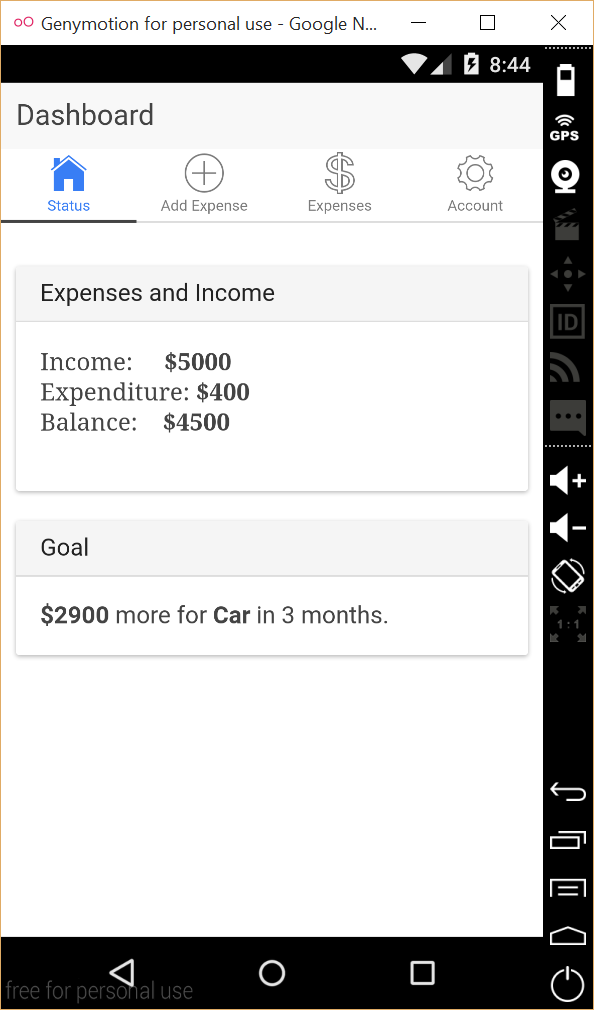 Genymotion for personal use - Google N...
8:44
GPS
Dashboard
Status
Add Expense
Expenses
Account
ID
Expenses and Income
Income: $5000
Expenditure: $400
Balance: $4500
Goal
$2900 more for Car in 3 months.
1:1
free for personal use